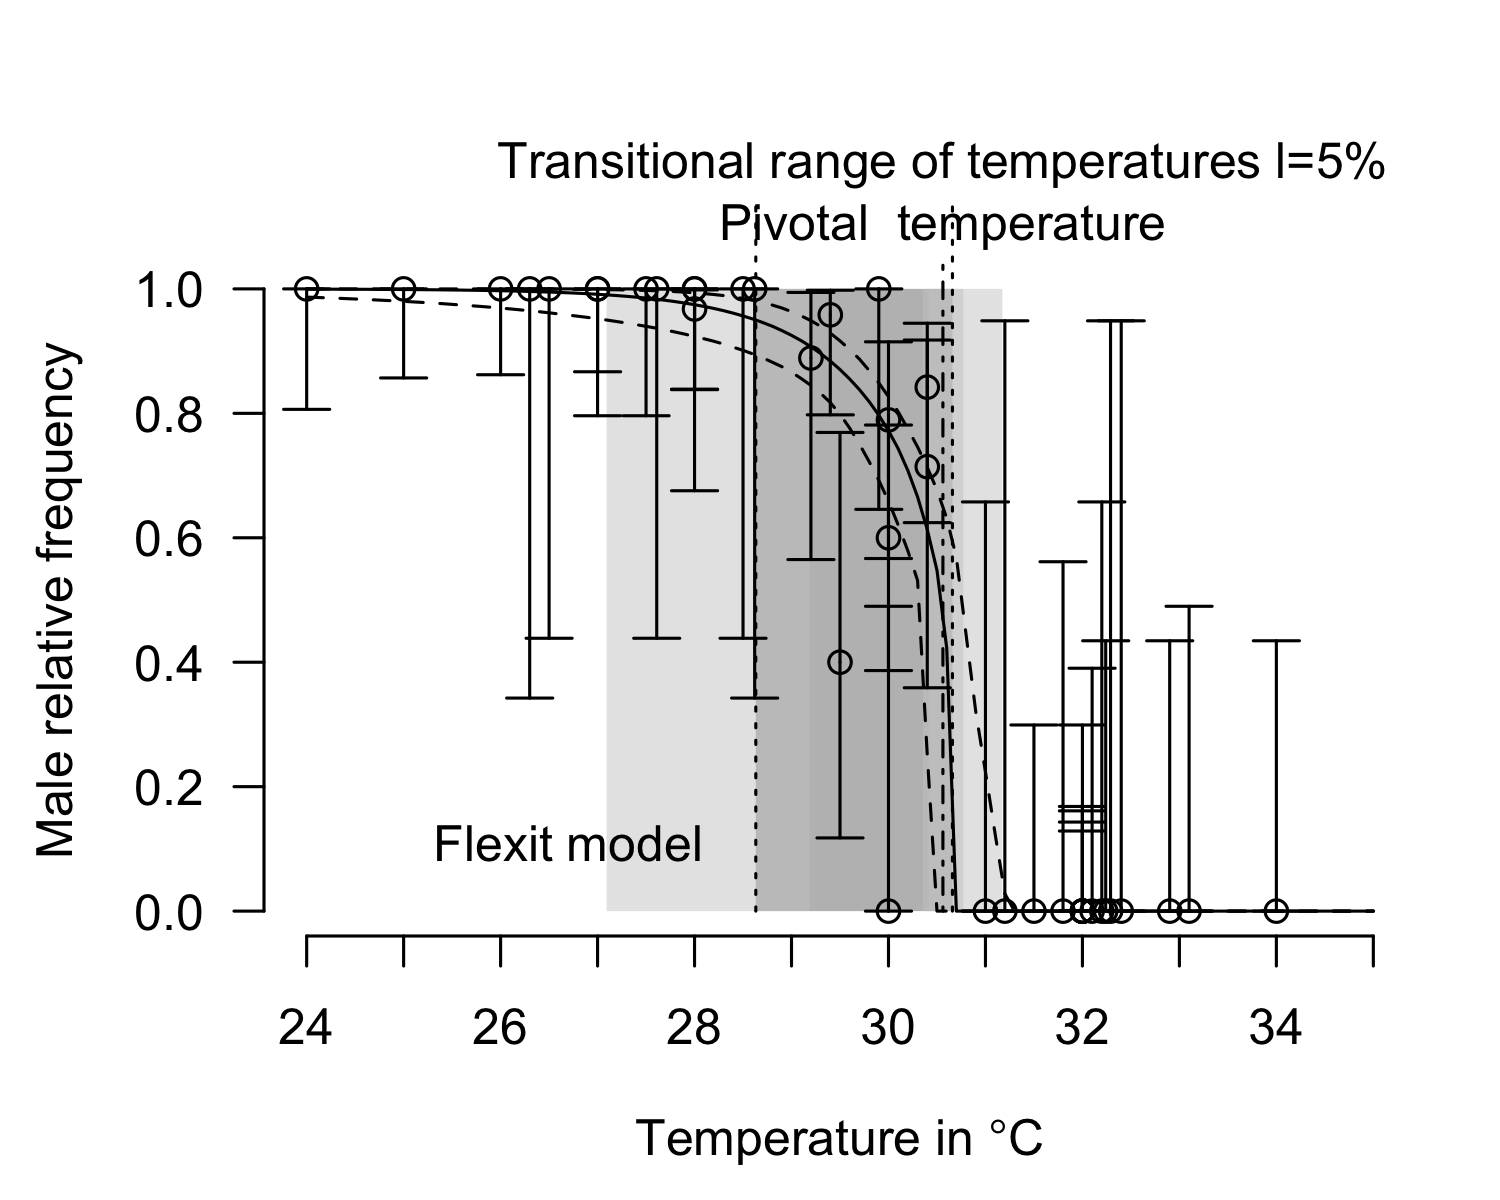 Transitional range of temperatures l=5%
Pivotal temperature
1.0
0.8
0.6
0.4
0.2
0.0
Male relative frequency
Flexit model
24 26 28 30 32 34
Temperature in °C